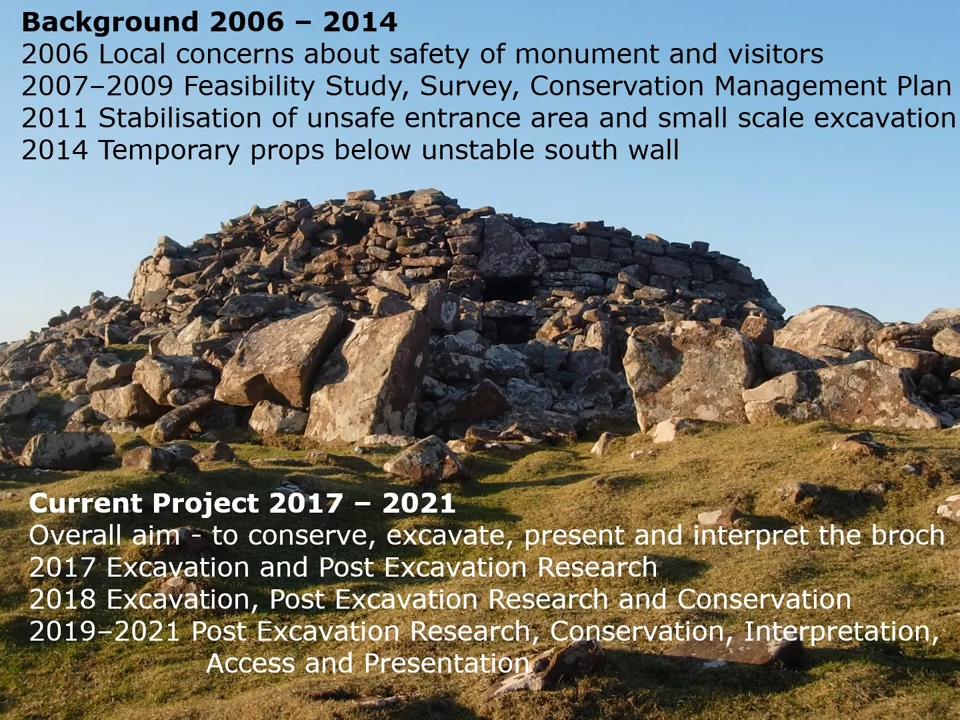 Background 2006 – 2014
2006 Local concerns about safety of monument and visitors
2007–2009 Feasibility Study, Survey, Conservation Management Plan
2011 Stabilisation of unsafe entrance area and small scale excavation
2014 Temporary props below unstable south wall
Current Project 2017 – 2021
Overall aim - to conserve, excavate, present and interpret the broch
2017 Excavation and Post Excavation Research
2018 Excavation, Post Excavation Research and Conservation
2019–2021 Post Excavation Research, Conservation, Interpretation,
Access and Presentation